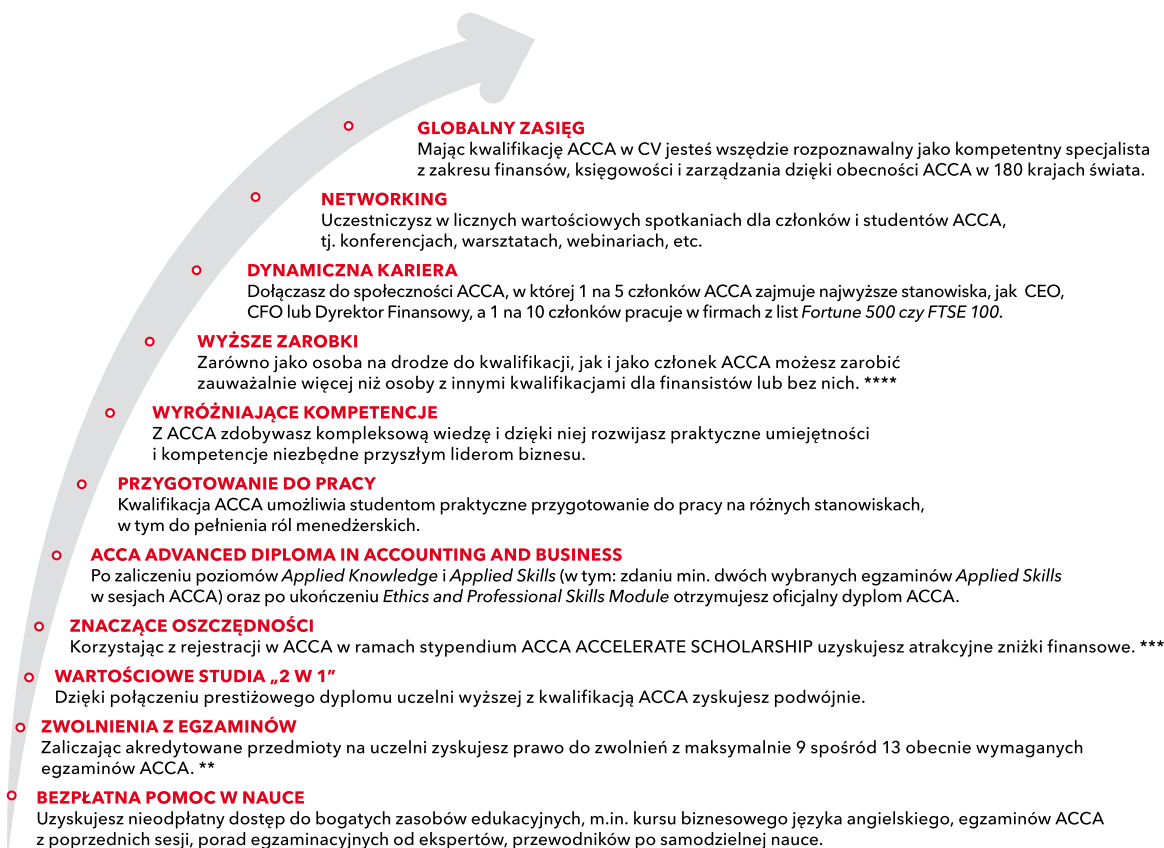 GLOBALNY ZASIĘG
Mając kwalifikację ACCA w CV jesteś wszędzie rozpoznawalny jako kompetentny specjalista
z zakresu finansów, księgowości i zarządzania dzięki obecności ACCA w 180 krajach świata.
NETWORKING
Uczestniczysz w licznych wartościowych spotkaniach dla członków i studentów ACCA,
tj. konferencjach, warsztatach, webinariach, etc.
DYNAMICZNA KARIERA
Dołączasz do społeczności ACCA, w której 1 na 5 członków ACCA zajmuje najwyższe stanowiska, jak CEO,
CFO lub Dyrektor Finansowy, a 1 na 10 członków pracuje w firmach z list Fortune 500 czy FTSE 100.
WYŻSZE ZAROBKI
Zarówno jako osoba na drodze do kwalifikacji, jak i jako członek ACCA możesz zarobić
zauważalnie więcej niż osoby z innymi kwalifikacjami dla finansistów lub bez nich. ****
WYRÓŻNIAJĄCE KOMPETENCJE
Z ACCA zdobywasz kompleksową wiedzę i dzięki niej rozwijasz praktyczne umiejętności
i kompetencje niezbędne przyszłym liderom biznesu.
PRZYGOTOWANIE DO PRACY
Kwalifikacja ACCA umożliwia studentom praktyczne przygotowanie do pracy na różnych stanowiskach,
w tym do pełnienia ról menedżerskich.
ACCA ADVANCED DIPLOMA IN ACCOUNTING AND BUSINESS
Po zaliczeniu poziomów Applied Knowledge i Applied Skills (w tym: zdaniu min. dwóch wybranych egzaminów Applied Skills
w sesjach ACCA) oraz po ukończeniu Ethics and Professional Skills Module otrzymujesz oficjalny dyplom ACCA.
ZNACZĄCE OSZCZĘDNOŚCI
Korzystając z rejestracji w ACCA w ramach stypendium ACCA ACCELERATE SCHOLARSHIP uzyskujesz atrakcyjne zniżki finansowe. ***
WARTOŚCIOWE STUDIA „2 W 1”
Dzięki połączeniu prestiżowego dyplomu uczelni wyższej z kwalifikacją ACCA zyskujesz podwójnie.
ZWOLNIENIA Z EGZAMINÓW
Zaliczając akredytowane przedmioty na uczelni zyskujesz prawo do zwolnień z maksymalnie 9 spośród 13 obecnie wymaganych
egzaminów ACCA. **
BEZPŁATNA POMOC W NAUCE
Uzyskujesz nieodpłatny dostęp do bogatych zasobów edukacyjnych, m.in. kursu biznesowego języka angielskiego, egzaminów ACCA
z poprzednich sesji, porad egzaminacyjnych od ekspertów, przewodników po samodzielnej nauce.